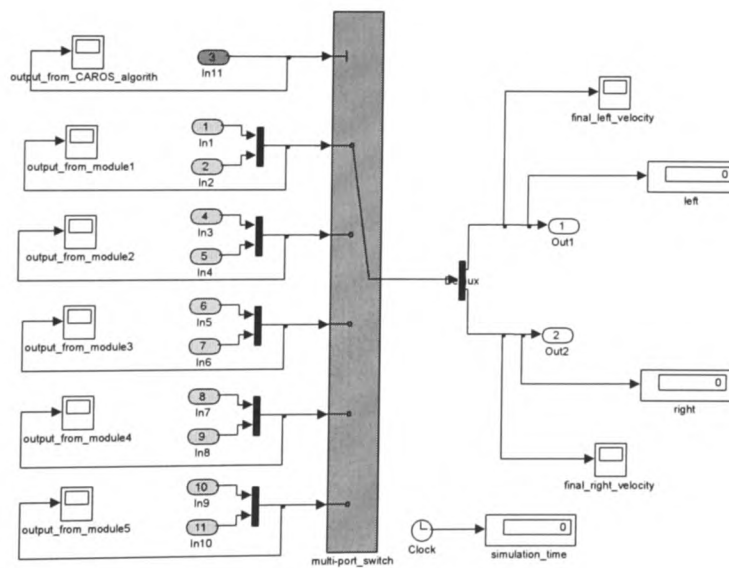 3
In11
output_from_CAROS_algorith
1
In1
2
In2
output_from_module1
4
In3
5
In4
output_from_module2
6
In5
7
In6
output_from_module3
8
In7
9
In8
output_from_module4
10
In9
11
In10
output_from_module5
multi-port_switch
final_left_velocity
0
left
1
Out1
2
Out2
0
right
final_right_velocity
Clock
0
simulation_time